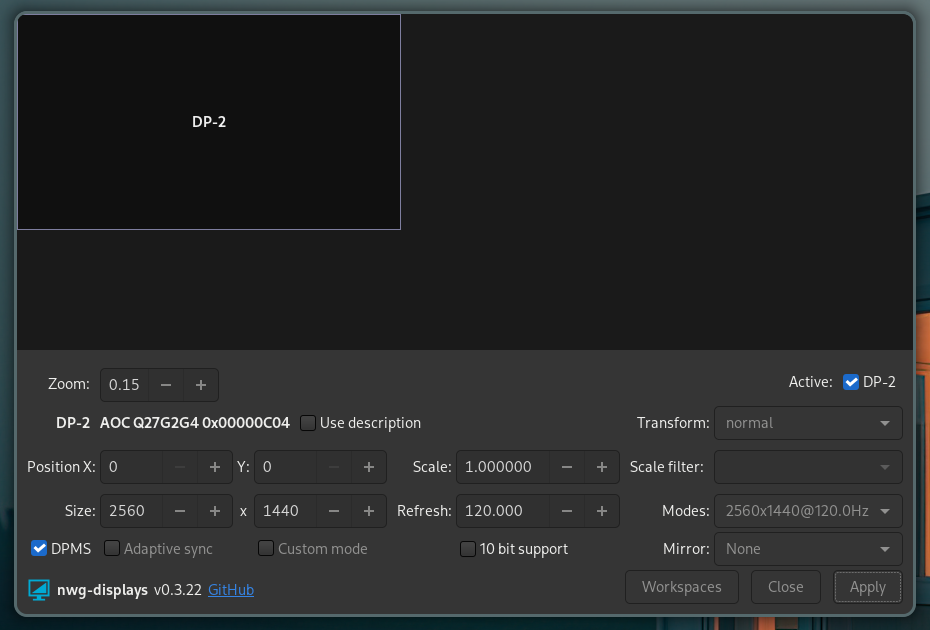 DP-2
Zoom: 0.15 − +
Active: DP-2
DP-2 AOC Q27G2G4 0x00000C04 Use description
Transform: normal
Position X: 0 − + Y: 0 − + Scale: 1.000000 − + Scale filter:
Size: 2560 − + x 1440 − + Refresh: 120.000 − + Modes: 2560x1440@120.0Hz
DPMS Adaptive sync Custom mode 10 bit support Mirror: None
nwg-displays v0.3.22 GitHub Workspaces Close Apply